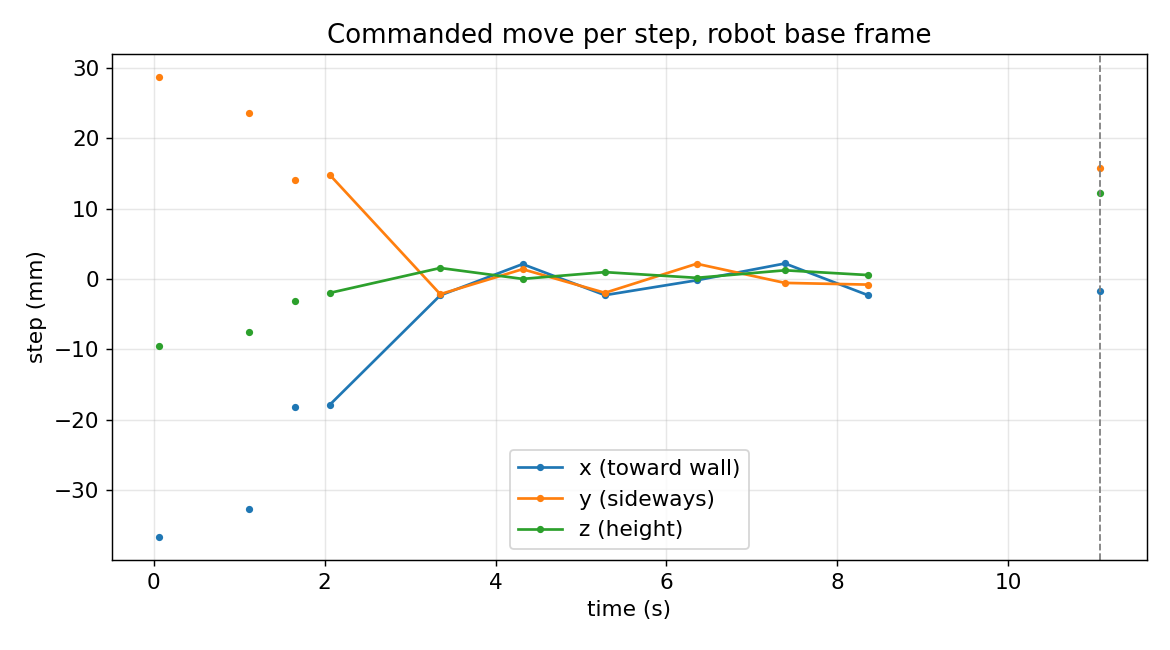 Commanded move per step, robot base frame
30
20
10
0
−10
−20
−30
step (mm)
x (toward wall)
y (sideways)
z (height)
0 2 4 6 8 10
time (s)